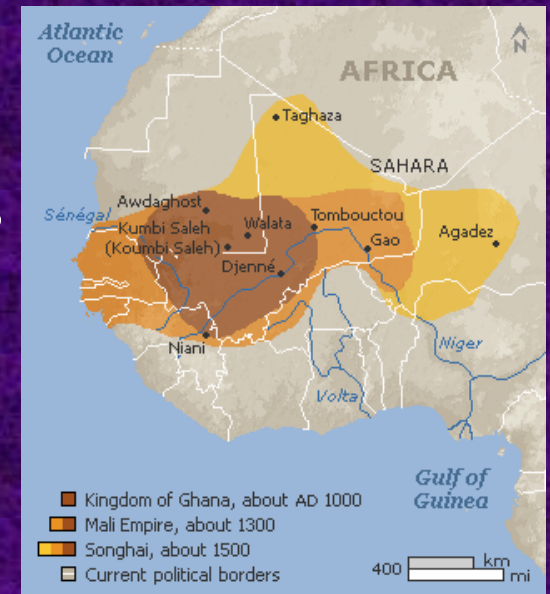 Atlantic
Ocean
N
AFRICA
Taghaza
SAHARA
Awdaghost
Sénégal
Kumbi Saleh
(Koumbi Saleh)
Walata
Tombouctou
Gao
Agadez
Djenné
Niani
Niger
Volta
Gulf of
Guinea
Kingdom of Ghana, about AD 1000
Mali Empire, about 1300
Songhai, about 1500
Current political borders
400
km
mi